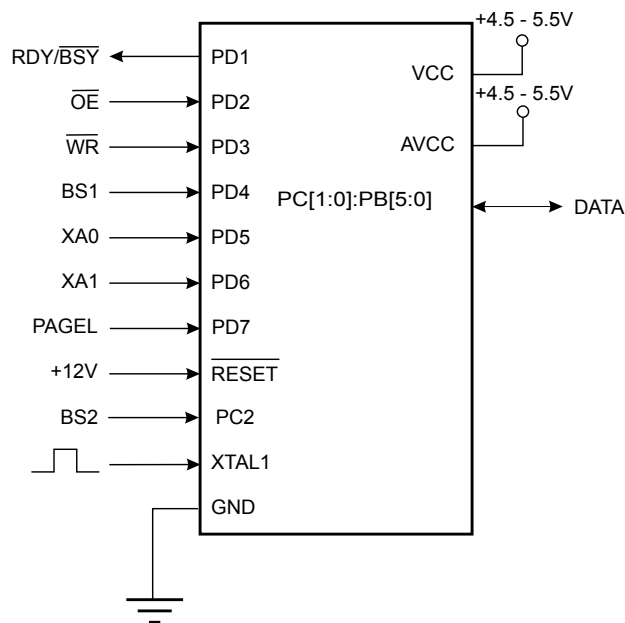 +4.5 - 5.5V
RDY/BSY PD1
VCC
OE PD2
+4.5 - 5.5V
WR PD3
AVCC
BS1 PD4
PC[1:0]:PB[5:0]
DATA
XA0 PD5
XA1 PD6
PAGEL PD7
+12V RESET
BS2 PC2
XTAL1
GND